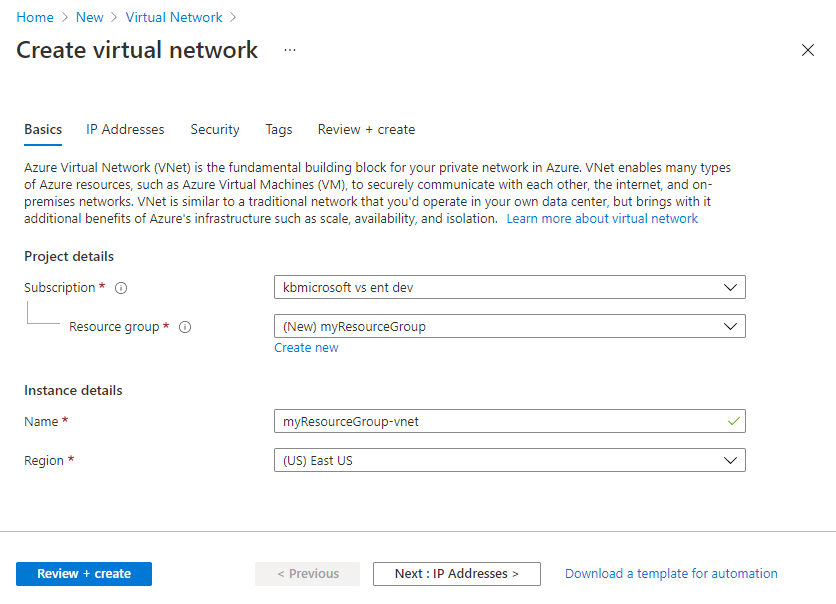 Home > New > Virtual Network >
Create virtual network ...
Basics IP Addresses Security Tags Review + create
Azure Virtual Network (VNet) is the fundamental building block for your private network in Azure. VNet enables many types
of Azure resources, such as Azure Virtual Machines (VM), to securely communicate with each other, the internet, and on-
premises networks. VNet is similar to a traditional network that you'd operate in your own data center, but brings with it
additional benefits of Azure's infrastructure such as scale, availability, and isolation. Learn more about virtual network
Project details
Subscription * kbmicrosoft vs ent dev
Resource group * (New) myResourceGroup
Create new
Instance details
Name * myResourceGroup-vnet
Region * (US) East US
Review + create < Previous Next : IP Addresses > Download a template for automation